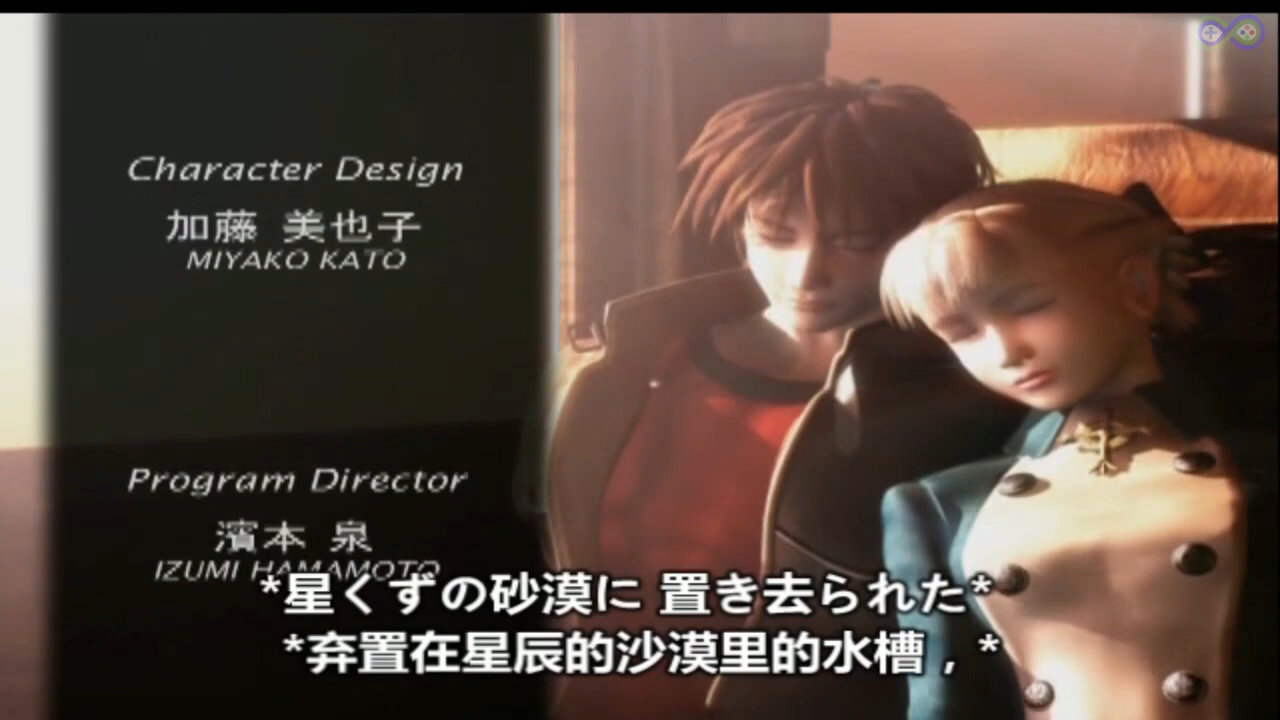 Character Design
加藤 美也子
MIYAKO KATO
Program Director
濱本 泉
IZUMI HAMAMOTO
*星くずの砂漠に 置き去られた*
*弃置在星辰的沙漠里的水槽，*